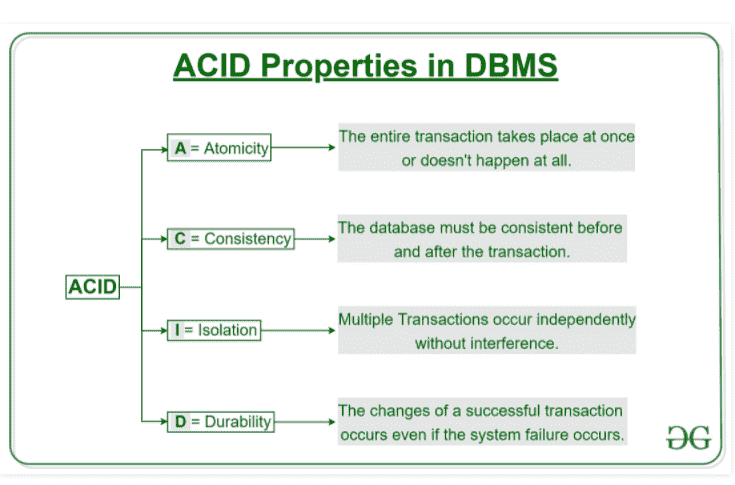 ACID Properties in DBMS
A = Atomicity
The entire transaction takes place at once
or doesn't happen at all.
C = Consistency
The database must be consistent before
and after the transaction.
ACID
I = Isolation
Multiple Transactions occur independently
without interference.
D = Durability
The changes of a successful transaction
occurs even if the system failure occurs.